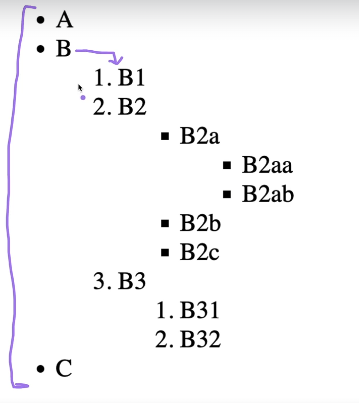 • A
• B
1. B1
2. B2
▪ B2a
▪ B2aa
▪ B2ab
▪ B2b
▪ B2c
3. B3
1. B31
2. B32
• C